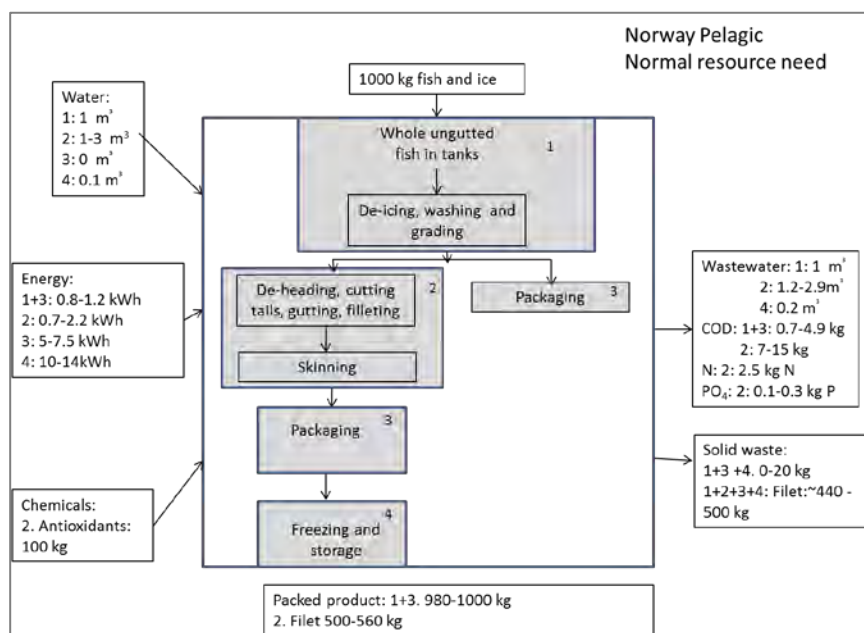 Norway Pelagic
Normal resource need
1000 kg fish and ice
Water:
1: 1 m³
2: 1-3 m³
3: 0 m³
4: 0.1 m³
Whole ungutted
fish in tanks
1
De-icing, washing and
grading
Energy:
1+3: 0.8-1.2 kWh
2: 0.7-2.2 kWh
3: 5-7.5 kWh
4: 10-14kWh
De-heading, cutting
tails, gutting, filleting
2
Skinning
Packaging
3
Wastewater: 1: 1 m³
2: 1.2-2.9m³
4: 0.2 m³
COD: 1+3: 0.7-4.9 kg
2: 7-15 kg
N: 2: 2.5 kg N
PO₄: 2: 0.1-0.3 kg P
Packaging
3
Solid waste:
1+3 +4. 0-20 kg
1+2+3+4: Filet:~440 -
500 kg
Chemicals:
2. Antioxidants:
100 kg
Freezing and
storage
4
Packed product: 1+3. 980-1000 kg
2. Filet 500-560 kg